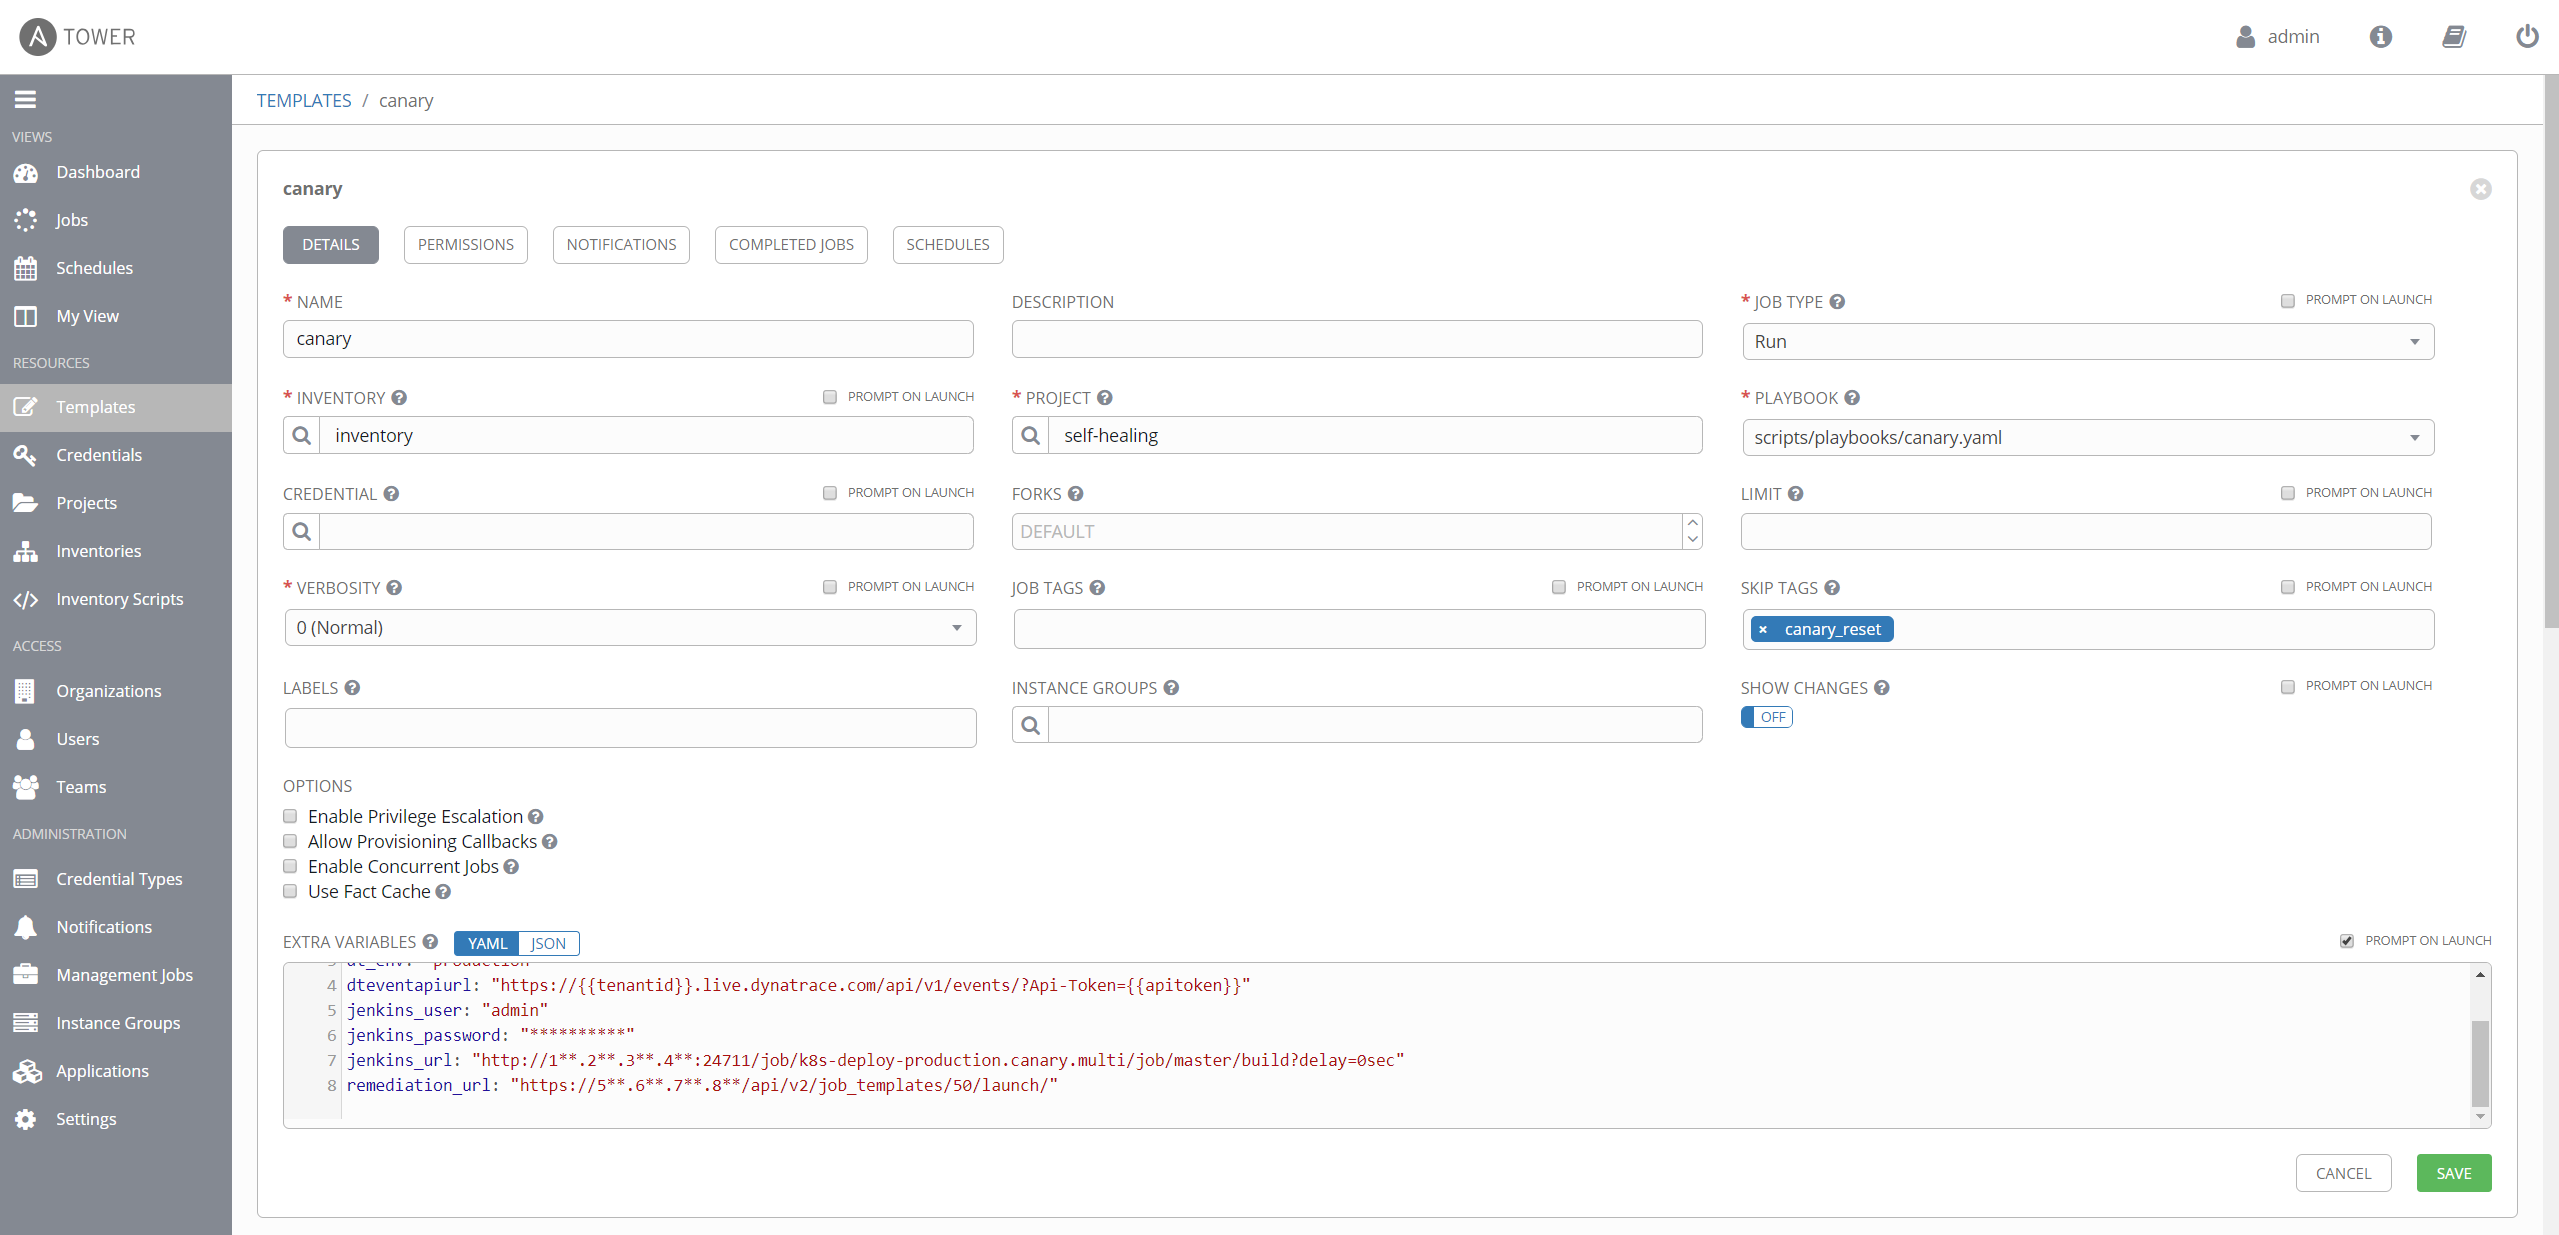 TOWER
admin
VIEWS
Dashboard
Jobs
Schedules
My View
RESOURCES
Templates
Credentials
Projects
Inventories
Inventory Scripts
ACCESS
Organizations
Users
Teams
ADMINISTRATION
Credential Types
Notifications
Management Jobs
Instance Groups
Applications
Settings
TEMPLATES / canary
canary
DETAILS PERMISSIONS NOTIFICATIONS COMPLETED JOBS SCHEDULES
* NAME
canary
DESCRIPTION
* JOB TYPE PROMPT ON LAUNCH
Run
* INVENTORY PROMPT ON LAUNCH
inventory
* PROJECT
self-healing
* PLAYBOOK
scripts/playbooks/canary.yaml
CREDENTIAL PROMPT ON LAUNCH
FORKS
DEFAULT
LIMIT PROMPT ON LAUNCH
* VERBOSITY PROMPT ON LAUNCH
0 (Normal)
JOB TAGS PROMPT ON LAUNCH
SKIP TAGS PROMPT ON LAUNCH
× canary_reset
LABELS
INSTANCE GROUPS
SHOW CHANGES PROMPT ON LAUNCH
OFF
OPTIONS
Enable Privilege Escalation
Allow Provisioning Callbacks
Enable Concurrent Jobs
Use Fact Cache
EXTRA VARIABLES YAML JSON PROMPT ON LAUNCH
3 dt_env: "production"
4 dteventapiurl: "https://{{tenantid}}.live.dynatrace.com/api/v1/events/?Api-Token={{apitoken}}"
5 jenkins_user: "admin"
6 jenkins_password: "**********"
7 jenkins_url: "http://1**.2**.3**.4**:24711/job/k8s-deploy-production.canary.multi/job/master/build?delay=0sec"
8 remediation_url: "https://5**.6**.7**.8**/api/v2/job_templates/50/launch/"
CANCEL SAVE